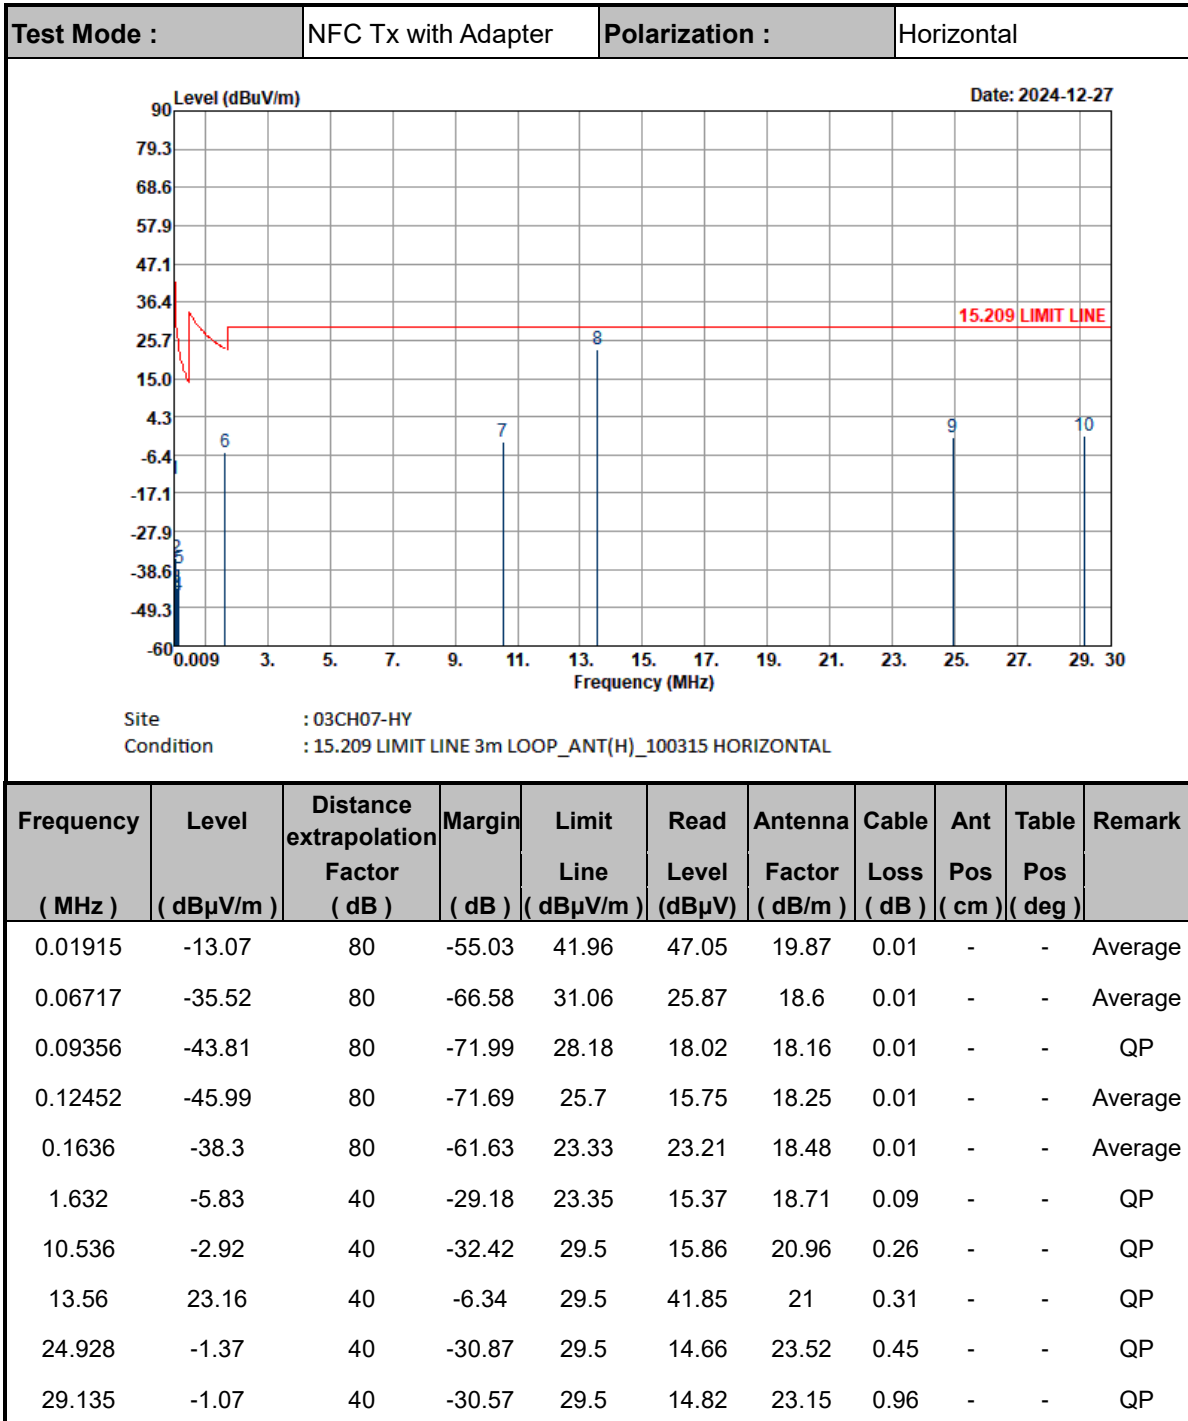 Test Mode : NFC Tx with Adapter Polarization : Horizontal
Level (dBuV/m) Date: 2024-12-27
90
79.3
68.6
57.9
47.1
36.4
15.209 LIMIT LINE
25.7
8
15.0
4.3
6 7 9 10
-6.4
1
-17.1
-27.9
2
5
-38.6
4
-49.3
-60
0.009 3. 5. 7. 9. 11. 13. 15. 17. 19. 21. 23. 25. 27. 29. 30
Frequency (MHz)
Site : 03CH07-HY
Condition : 15.209 LIMIT LINE 3m LOOP_ANT(H)_100315 HORIZONTAL
Frequency Level Distance extrapolation Margin Limit Read Antenna Cable Ant Table Remark
Factor Line Level Factor Loss Pos Pos
( MHz ) ( dBμV/m ) ( dB ) ( dB ) ( dBμV/m ) (dBμV) ( dB/m ) ( dB ) ( cm ) ( deg )
0.01915 -13.07 80 -55.03 41.96 47.05 19.87 0.01 - - Average
0.06717 -35.52 80 -66.58 31.06 25.87 18.6 0.01 - - Average
0.09356 -43.81 80 -71.99 28.18 18.02 18.16 0.01 - - QP
0.12452 -45.99 80 -71.69 25.7 15.75 18.25 0.01 - - Average
0.1636 -38.3 80 -61.63 23.33 23.21 18.48 0.01 - - Average
1.632 -5.83 40 -29.18 23.35 15.37 18.71 0.09 - - QP
10.536 -2.92 40 -32.42 29.5 15.86 20.96 0.26 - - QP
13.56 23.16 40 -6.34 29.5 41.85 21 0.31 - - QP
24.928 -1.37 40 -30.87 29.5 14.66 23.52 0.45 - - QP
29.135 -1.07 40 -30.57 29.5 14.82 23.15 0.96 - - QP